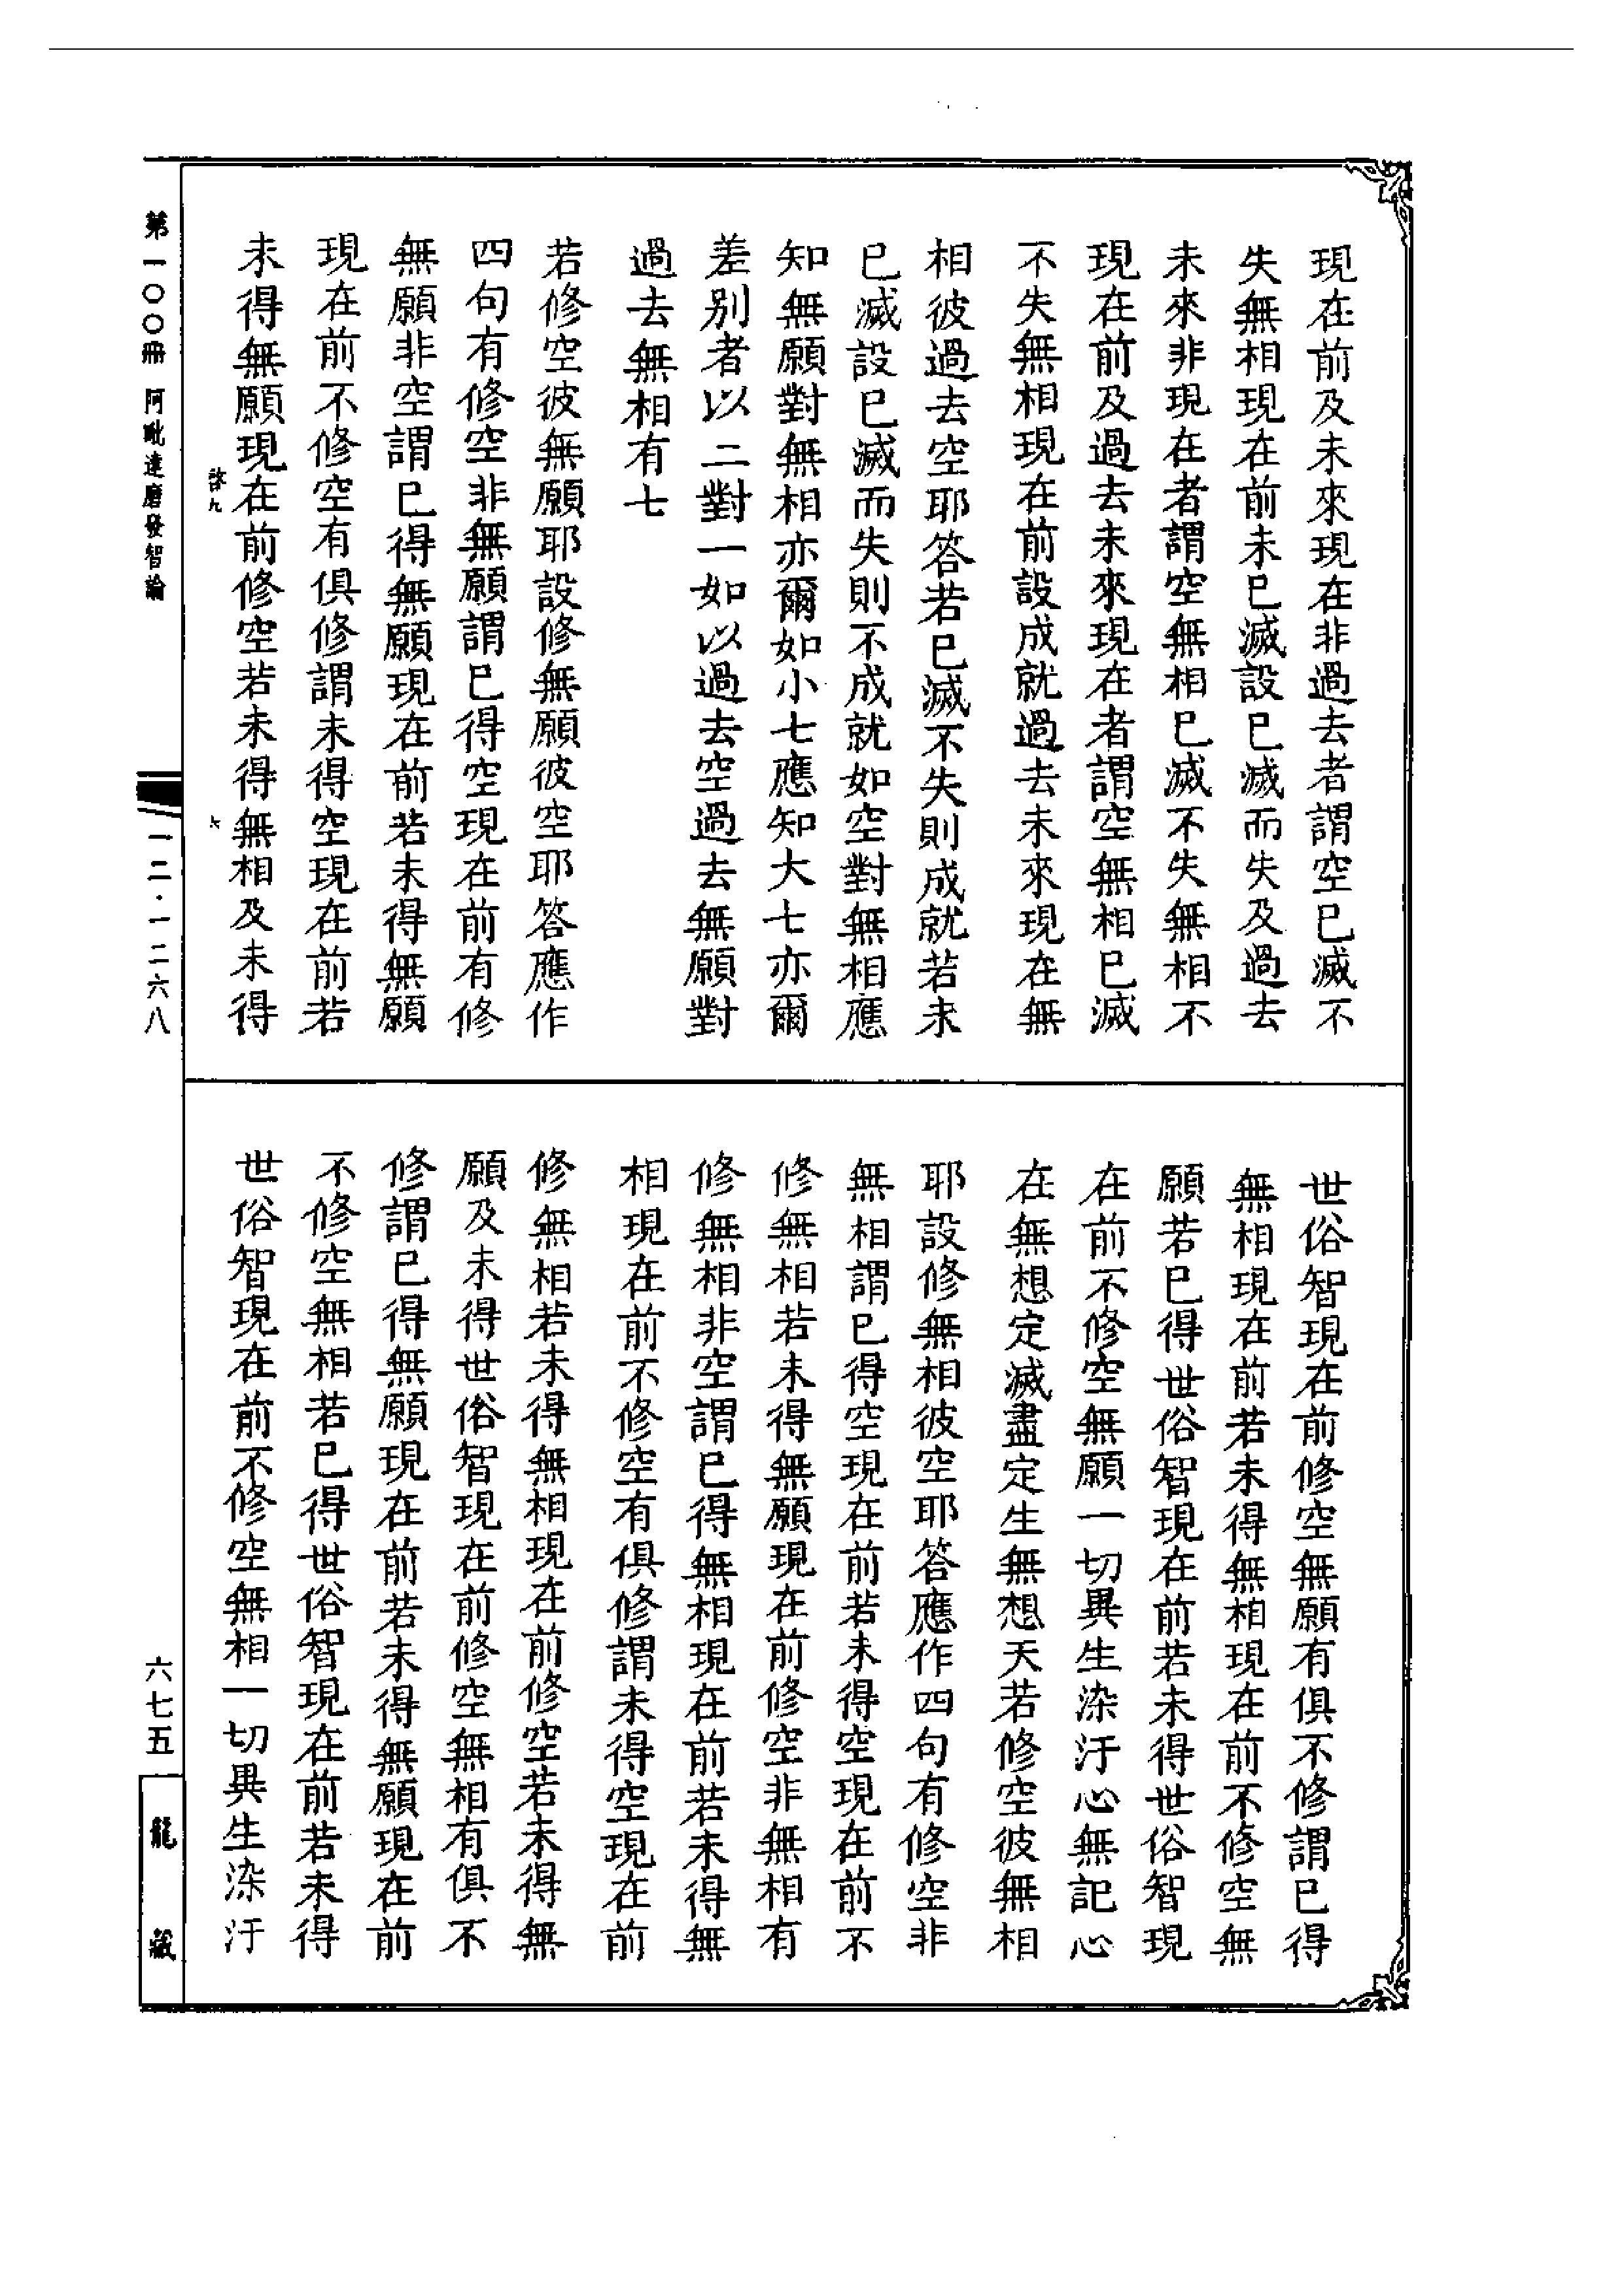 現在前及未來現在非過去者謂空已滅不
失無相現在前未已滅設已滅而失及過去
未來非現在者謂空無相已滅不失無相不
現在前及過去未來現在者謂空無相已滅
不失無相現在前設成就過去未來現在無
相彼過去空耶答若已滅不失則成就若未
已滅設已滅而失則不成就如空對無相應
知無願對無相亦爾如小七應知大七亦爾
差別者以二對一如以過去空過去無願對
過去無相有七
若修空彼無願耶設修無願彼空耶答應作
四句有修空非無願謂已得空現在前有修
無願非空謂已得無願現在前若未得無願
現在前不修空有俱修謂未得空現在前若
未得無願現在前修空若未得無相及未得
世俗智現在前修空無願有俱不修謂已得
無相現在前若未得無相現在前不修空無
願若已得世俗智現在前若未得世俗智現
在前不修空無願一切異生染汙心無記心
在無想定滅盡定生無想天若修空彼無相
耶設修無相彼空耶答應作四句有修空非
無相謂已得空現在前若未得空現在前不
修無相若未得無願現在前修空非無相有
修無相非空謂已得無相現在前若未得無
相現在前不修空有俱修謂未得空現在前
修無相若未得無相現在前修空若未得無
願及未得世俗智現在前修空無相有俱不
修謂已得無願現在前若未得無願現在前
不修空無相若已得世俗智現在前若未得
世俗智現在前不修空無相一切異生染汙
第一〇〇冊 阿毗達磨發智論
啓九
六
一二·一二六八
六七五
龍藏